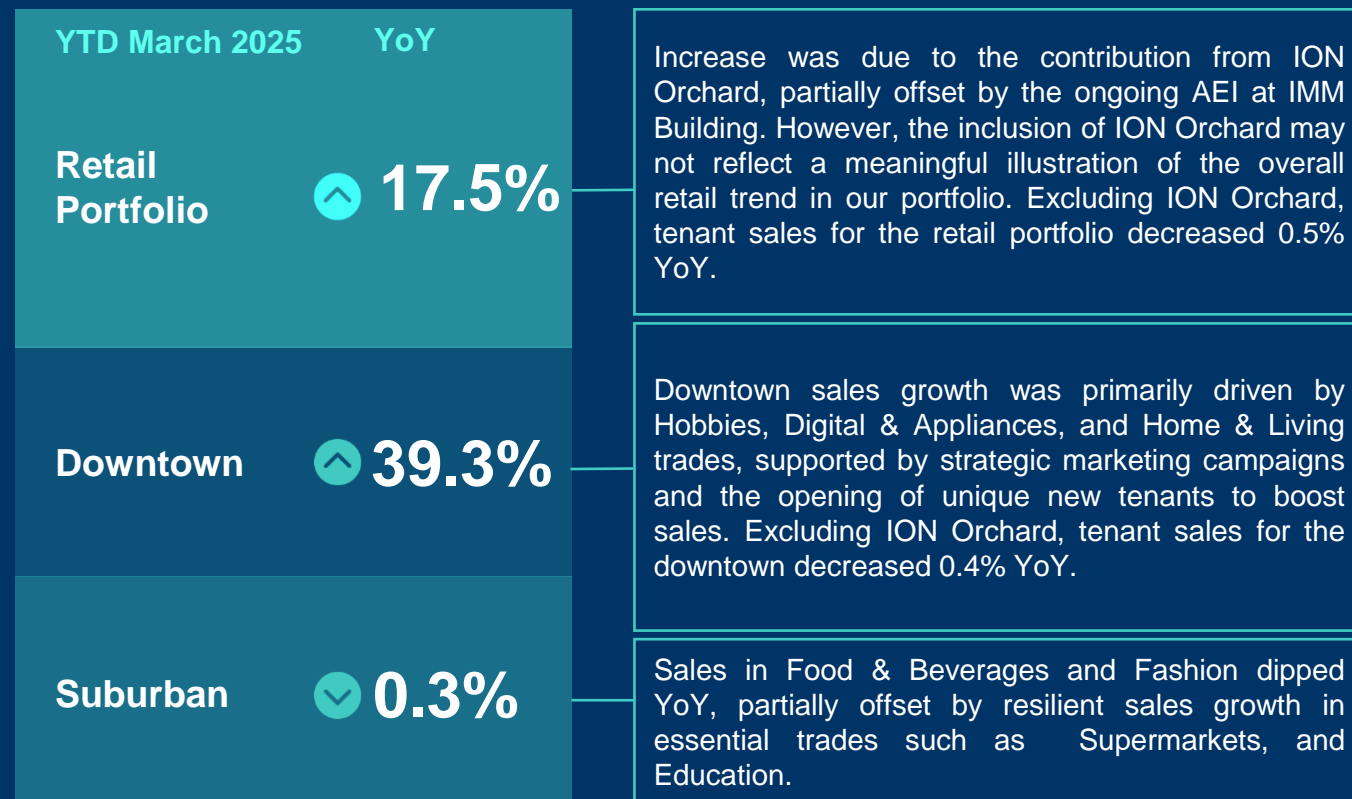 YTD March 2025 YoY
Retail
Portfolio
17.5%
Increase was due to the contribution from ION
Orchard, partially offset by the ongoing AEI at IMM
Building. However, the inclusion of ION Orchard may
not reflect a meaningful illustration of the overall
retail trend in our portfolio. Excluding ION Orchard,
tenant sales for the retail portfolio decreased 0.5%
YoY.
Downtown
39.3%
Downtown sales growth was primarily driven by
Hobbies, Digital & Appliances, and Home & Living
trades, supported by strategic marketing campaigns
and the opening of unique new tenants to boost
sales. Excluding ION Orchard, tenant sales for the
downtown decreased 0.4% YoY.
Suburban
0.3%
Sales in Food & Beverages and Fashion dipped
YoY, partially offset by resilient sales growth in
essential trades such as Supermarkets, and
Education.